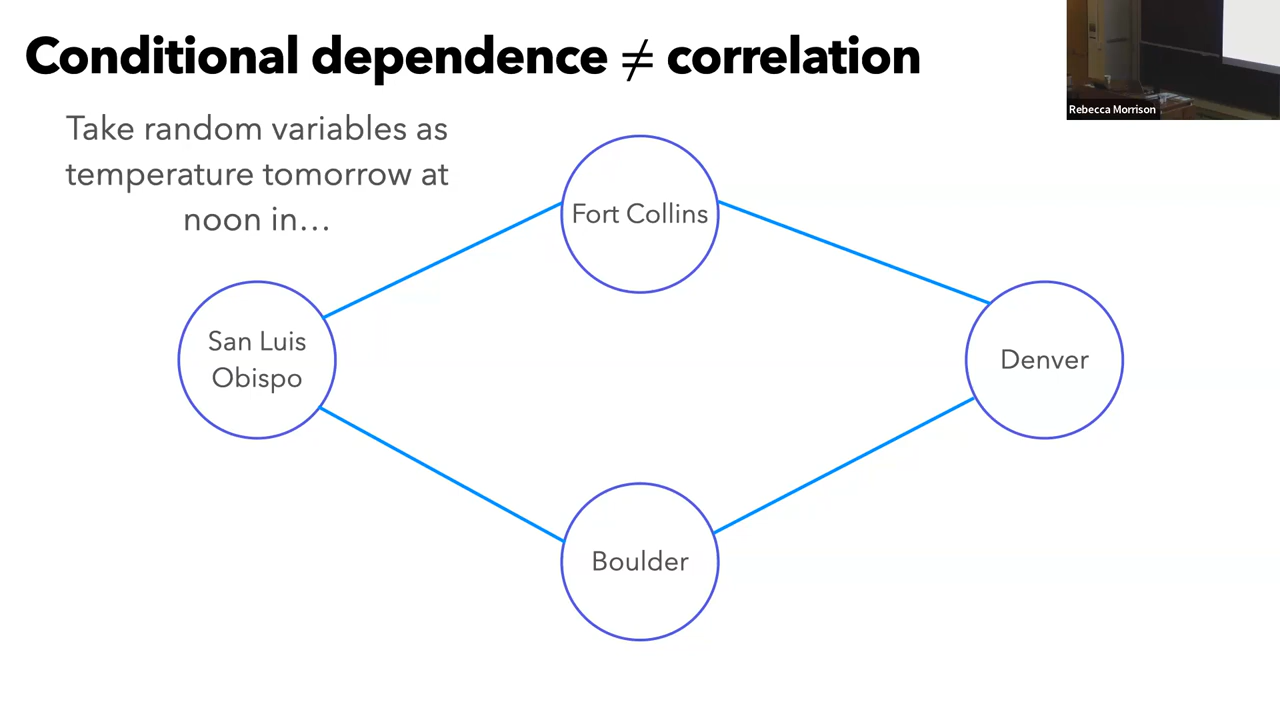 Conditional dependence ≠ correlation
Rebecca Morrison
Take random variables as
temperature tomorrow at
noon in…
Fort Collins
San Luis
Obispo
Denver
Boulder